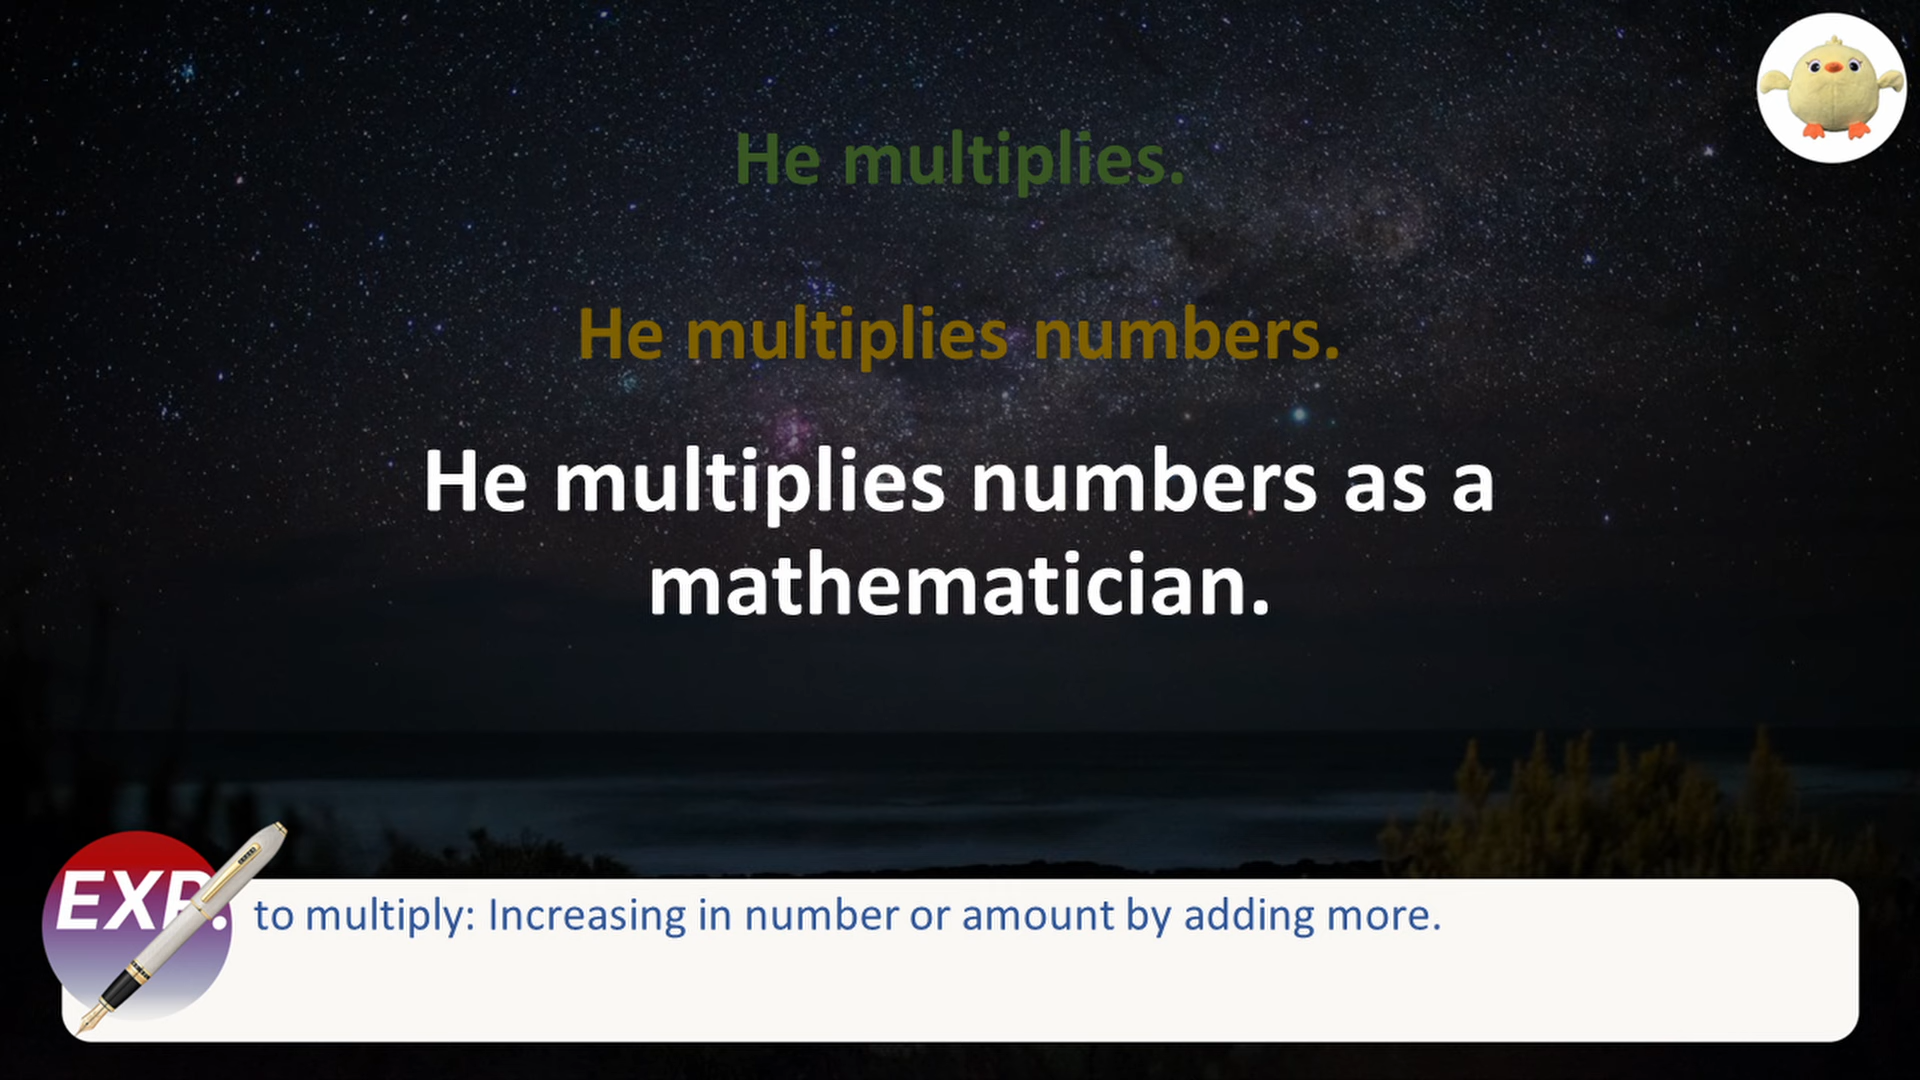 He multiplies.
He multiplies numbers.
He multiplies numbers as a
mathematician.
EXP.
to multiply: Increasing in number or amount by adding more.